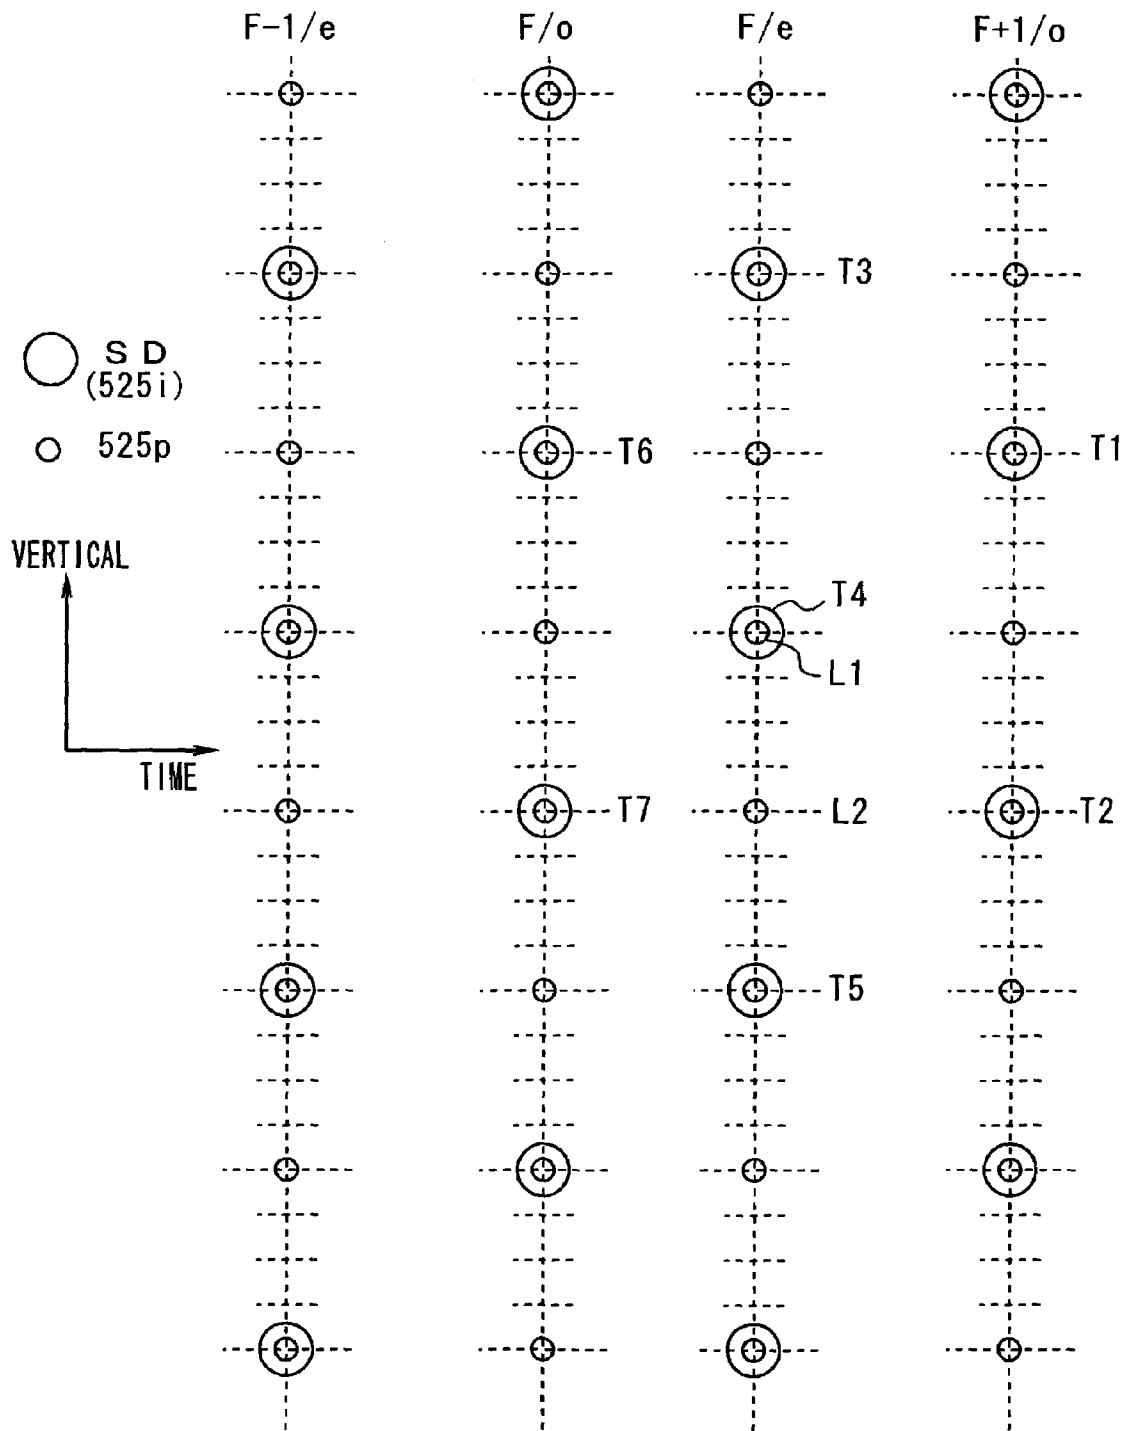 F-1/e F/o F/e F+1/o
T3
SD
(525i)
525p
T6 T1
VERTICAL
T4
L1
TIME
T7 L2 T2
T5